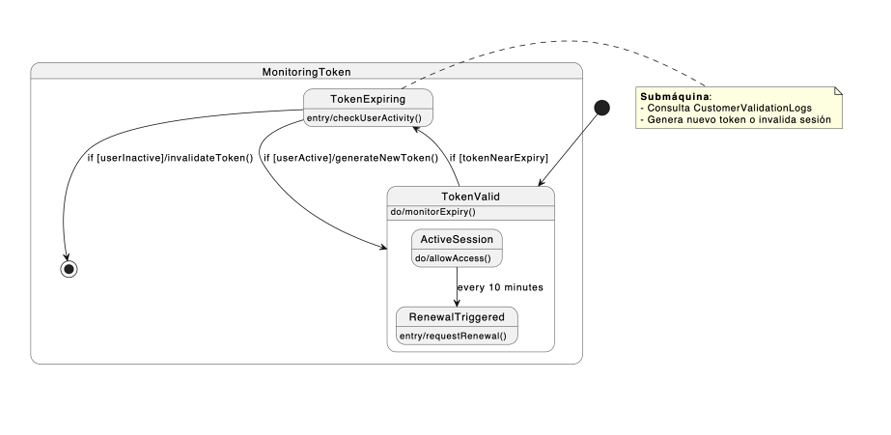 MonitoringToken
TokenExpiring
entry/checkUserActivity()
Submáquina:
- Consulta CustomerValidationLogs
- Genera nuevo token o invalida sesión
if [userInactive]/invalidateToken()
if [userActive]/generateNewToken()
if [tokenNearExpiry]
TokenValid
do/monitorExpiry()
ActiveSession
do/allowAccess()
every 10 minutes
RenewalTriggered
entry/requestRenewal()